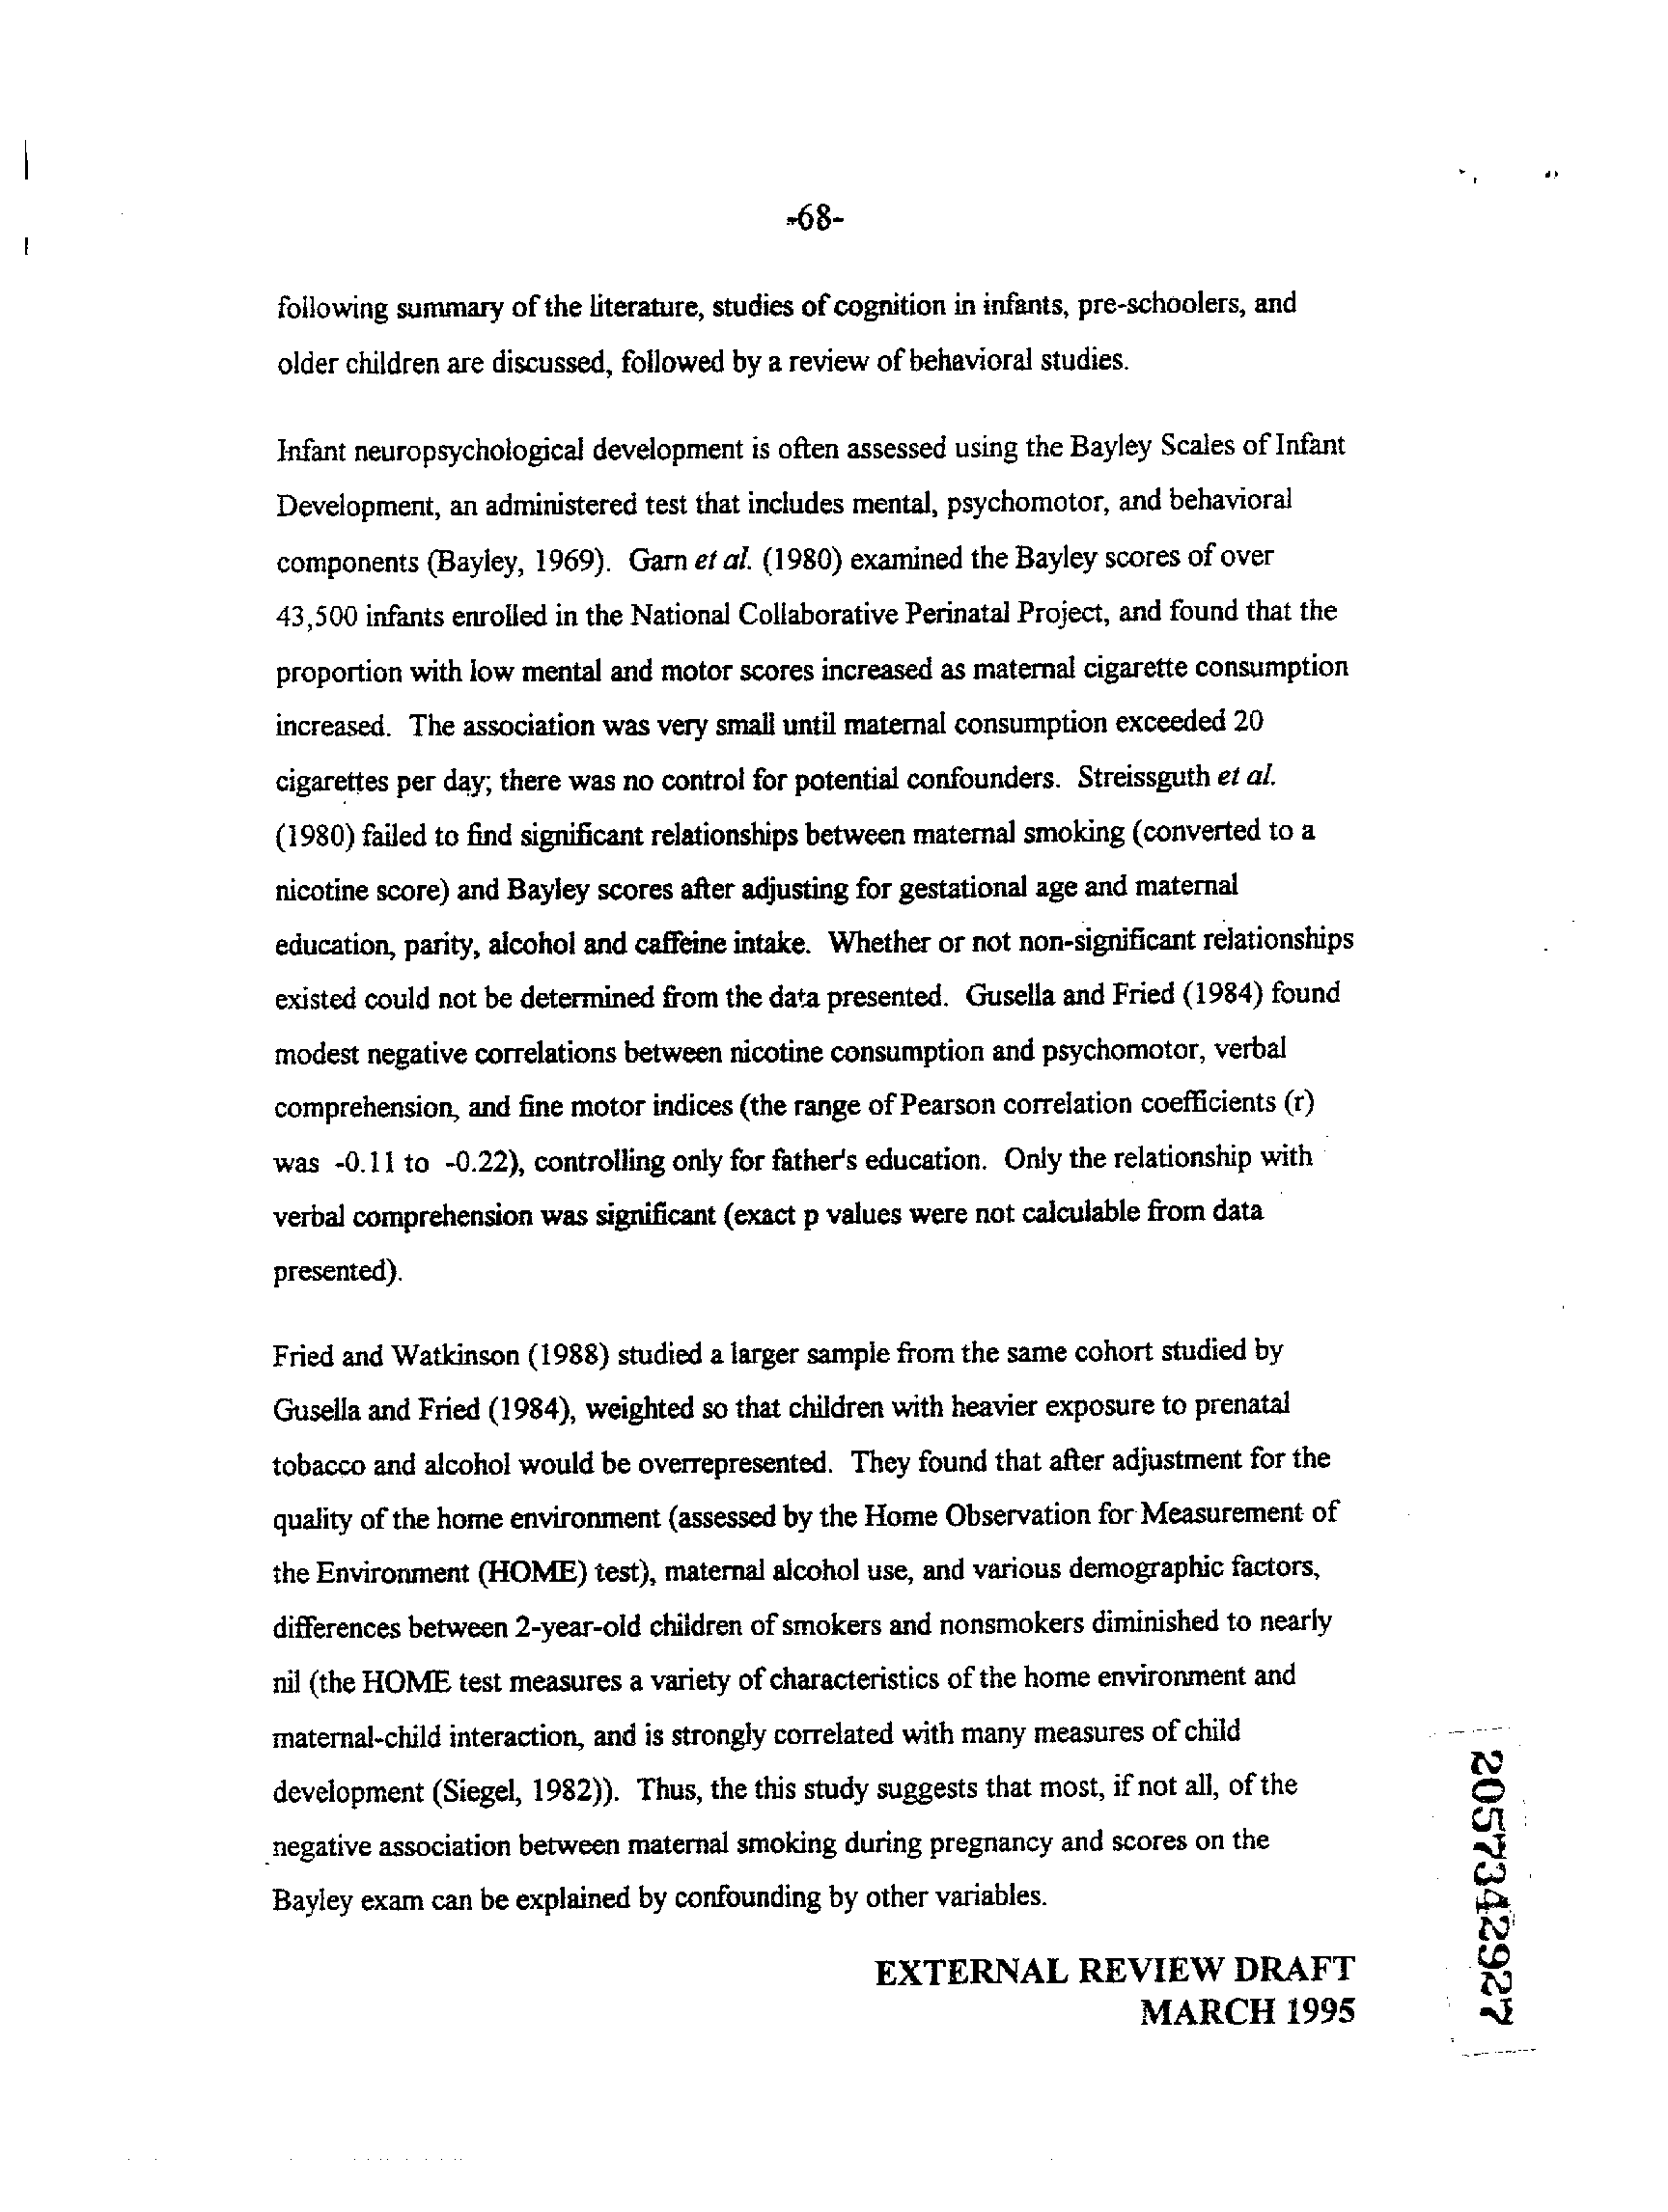 -68-
following summary of the literature, studies of cognition in infants, pre-schoolers, and
older children are discussed, followed by a review of behavioral studies.
Infant neuropsychological development is often assessed using the Bayley Scales of Infant
Development, an administered test that includes mental, psychomotor, and behavioral
components (Bayley, 1969). Garn et al. (1980) examined the Bayley scores of over
43,500 infants enrolled in the National Collaborative Perinatal Project, and found that the
proportion with low mental and motor scores increased as maternal cigarette consumption
increased. The association was very small until maternal consumption exceeded 20
cigarettes per day; there was no control for potential confounders. Streissguth et al.
(1980) failed to find significant relationships between maternal smoking (converted to a
nicotine score) and Bayley scores after adjusting for gestational age and maternal
education, parity, alcohol and caffeine intake. Whether or not non-significant relationships
existed could not be determined from the data presented. Gusella and Fried (1984) found
modest negative correlations between nicotine consumption and psychomotor, verbal
comprehension, and fine motor indices (the range of Pearson correlation coefficients (r)
was -0.11 to -0.22), controlling only for father's education. Only the relationship with
verbal comprehension was significant (exact p values were not calculable from data
presented).
Fried and Watkinson (1988) studied a larger sample from the same cohort studied by
Gusella and Fried (1984), weighted so that children with heavier exposure to prenatal
tobacco and alcohol would be overrepresented. They found that after adjustment for the
quality of the home environment (assessed by the Home Observation for Measurement of
the Environment (HOME) test), maternal alcohol use, and various demographic factors,
differences between 2-year-old children of smokers and nonsmokers diminished to nearly
nil (the HOME test measures a variety of characteristics of the home environment and
maternal-child interaction, and is strongly correlated with many measures of child
development (Siegel, 1982)). Thus, the this study suggests that most, if not all, of the
negative association between maternal smoking during pregnancy and scores on the
Bayley exam can be explained by confounding by other variables.
EXTERNAL REVIEW DRAFT
MARCH 1995
2057342927